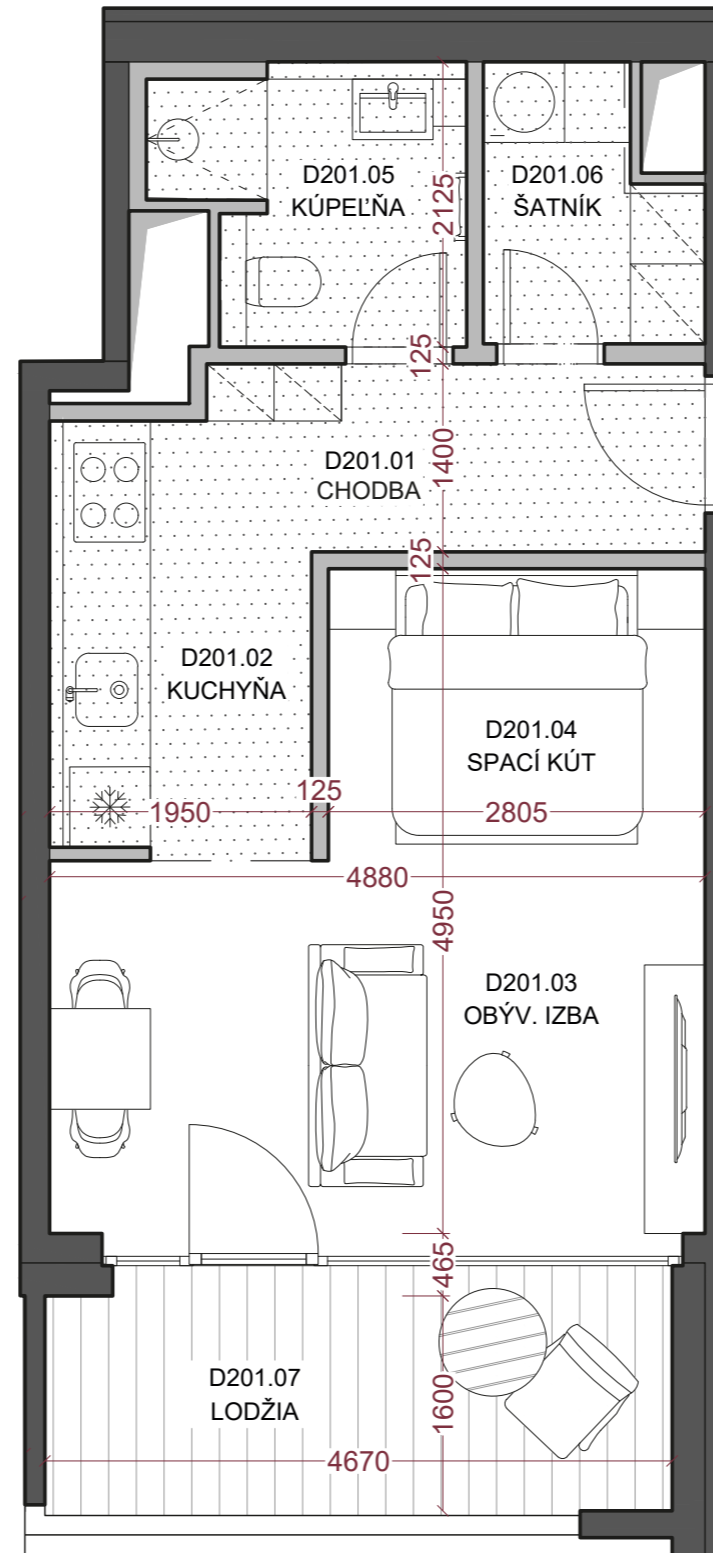 D201.05
KÚPEĽŇA
D201.06
ŠATNÍK
2125
125
D201.01
CHODBA
1400
125
D201.02
KUCHYŇA
D201.04
SPACÍ KÚT
125
1950
2805
4880
4950
D201.03
OBÝV. IZBA
465
D201.07
LODŽIA
1600
4670